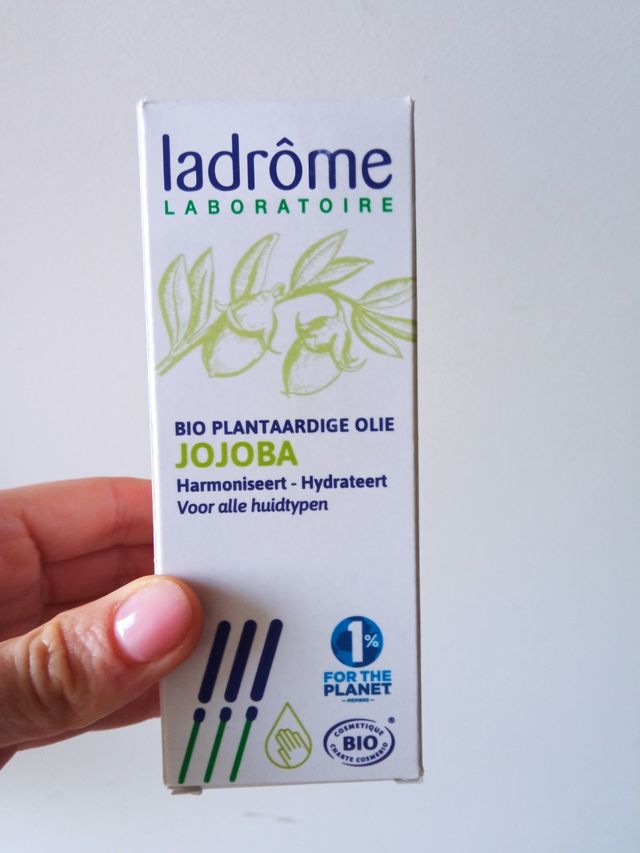 ladrôme
LABORATOIRE
BIO PLANTAARDIGE OLIE
JOJOBA
Harmoniseert - Hydrateert
Voor alle huidtypen
1%
FOR THE
PLANET
MEMBRE
COSMETIQUE
BIO
CHARTE COSMEBIO
®